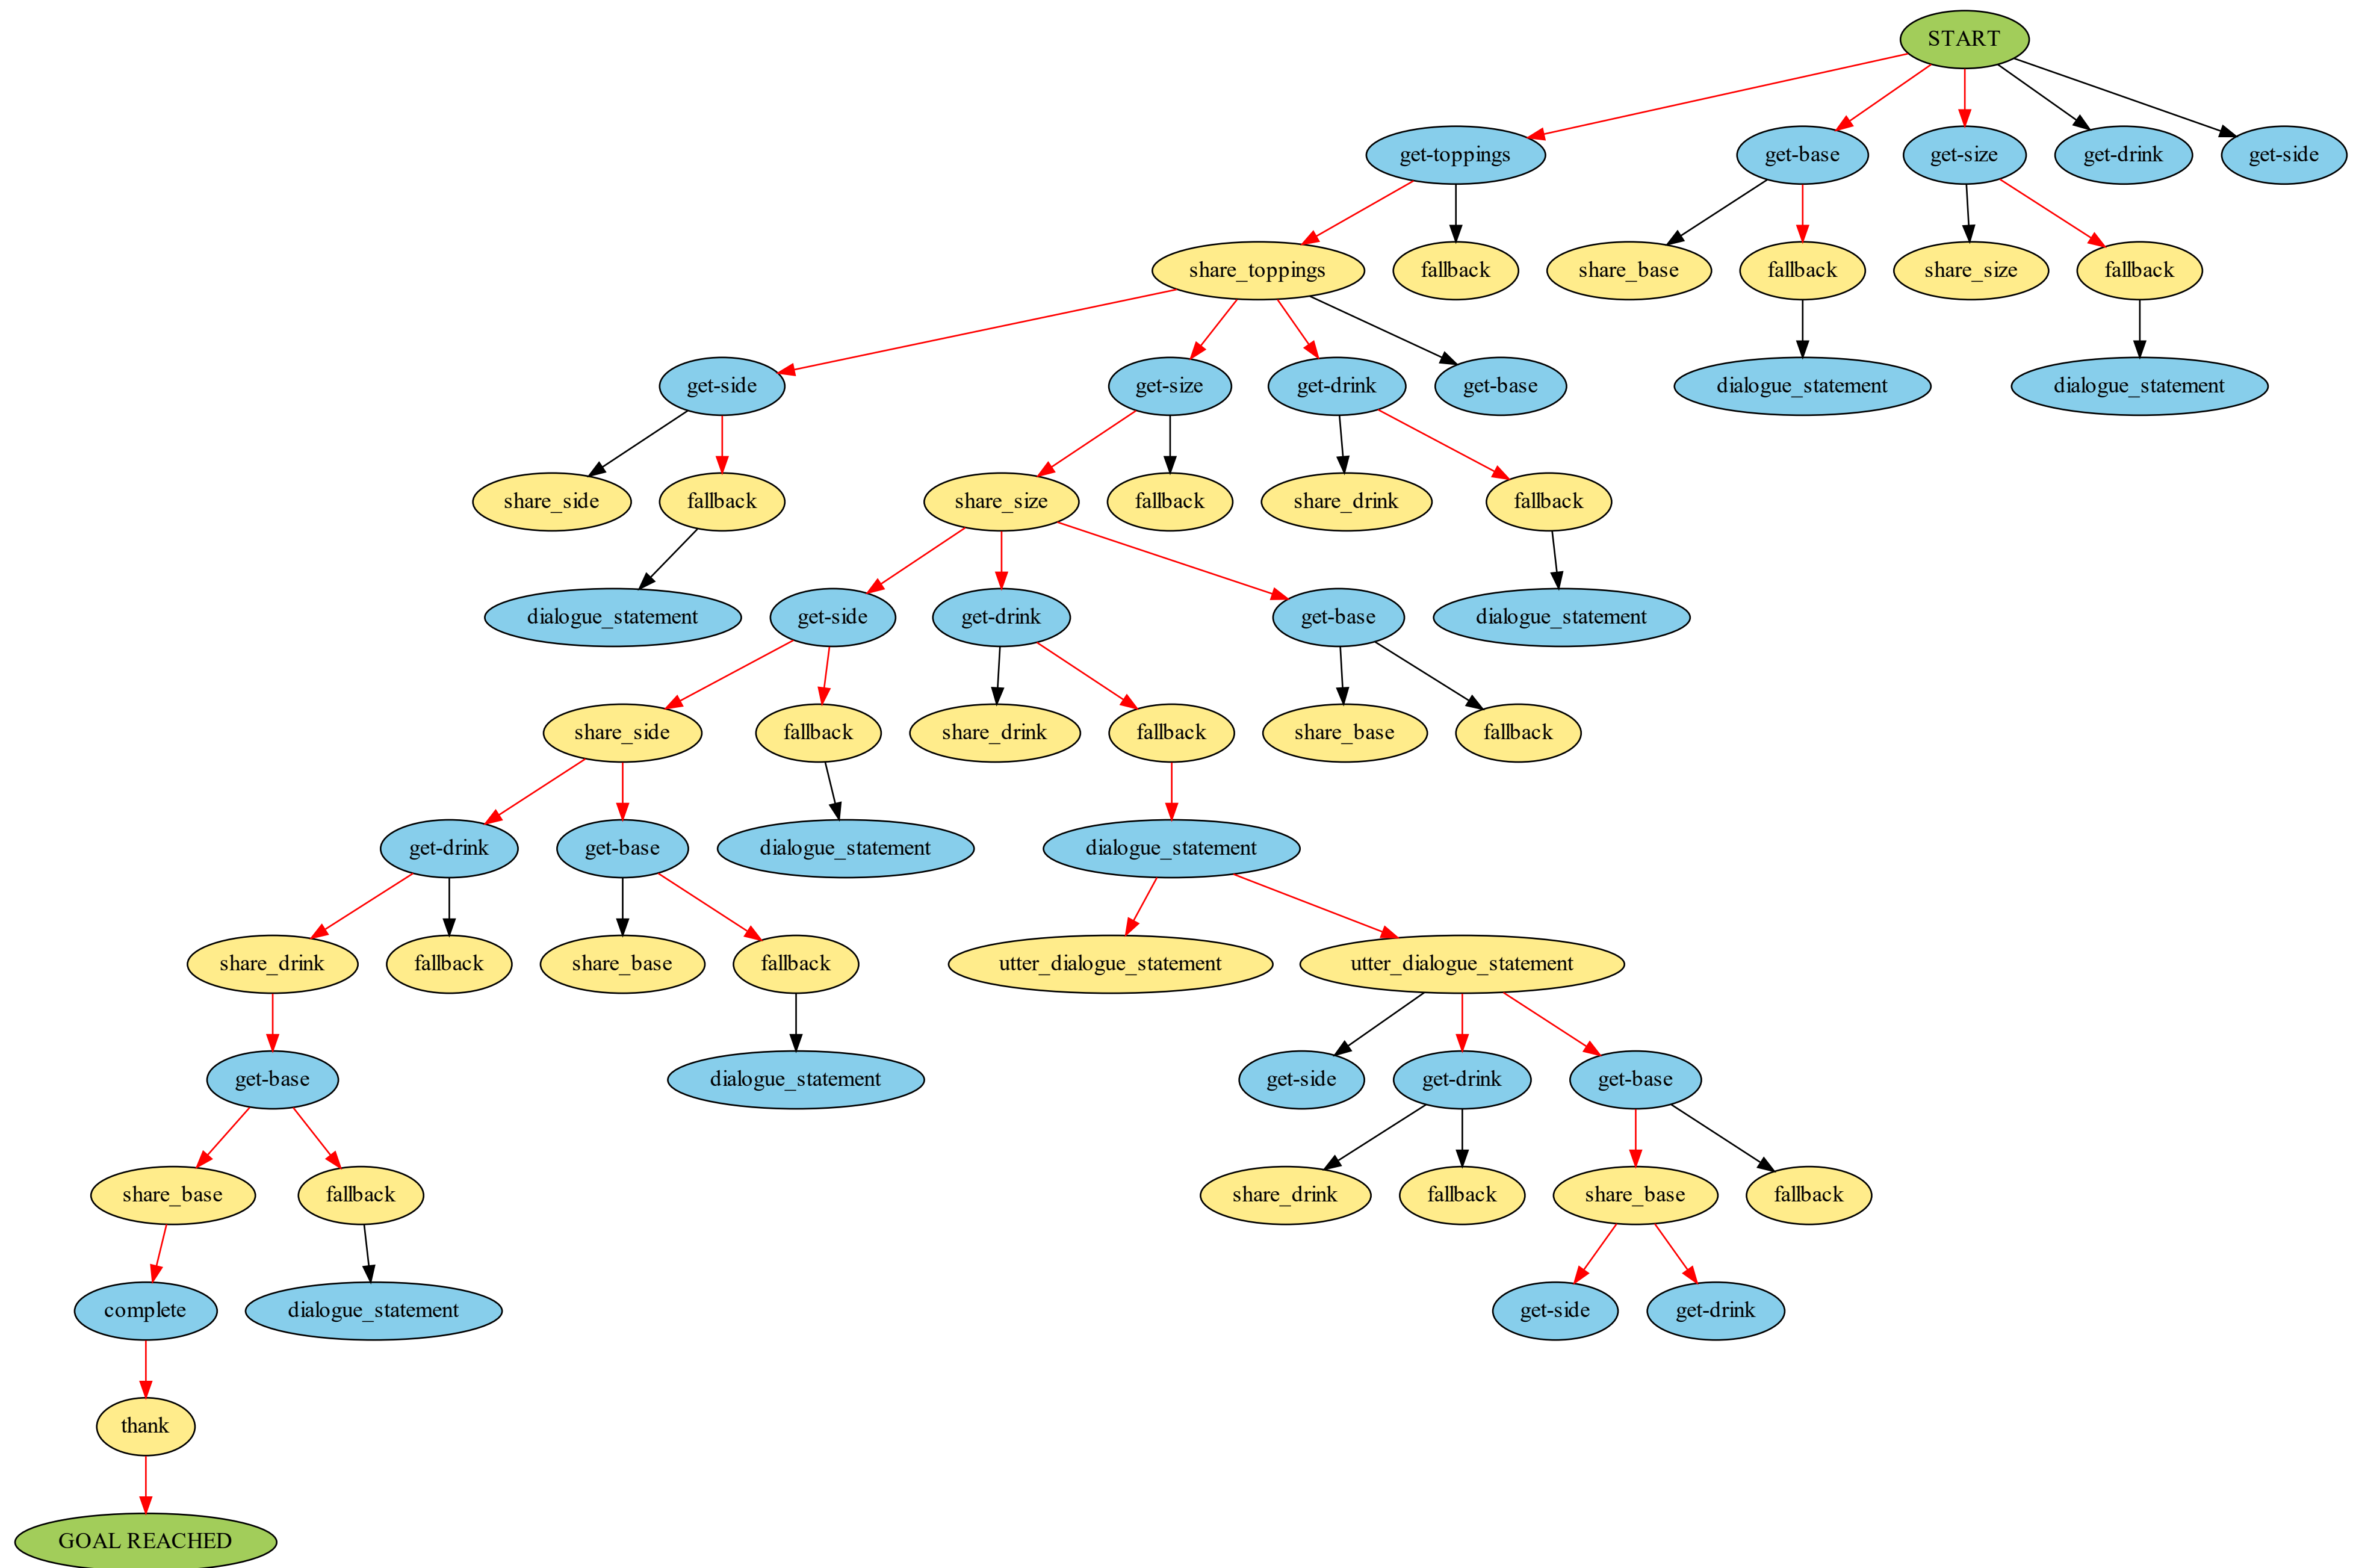 START
get-toppings
get-base
get-size
get-drink
get-side
share_toppings
fallback
share_base
fallback
share_size
fallback
get-side
get-size
get-drink
get-base
dialogue_statement
dialogue_statement
share_side
fallback
share_size
fallback
share_drink
fallback
dialogue_statement
get-side
get-drink
get-base
dialogue_statement
share_side
fallback
share_drink
fallback
share_base
fallback
get-drink
get-base
dialogue_statement
dialogue_statement
share_drink
fallback
share_base
fallback
utter_dialogue_statement
utter_dialogue_statement
get-base
dialogue_statement
get-side
get-drink
get-base
share_base
fallback
share_drink
fallback
share_base
fallback
complete
dialogue_statement
get-side
get-drink
thank
GOAL REACHED